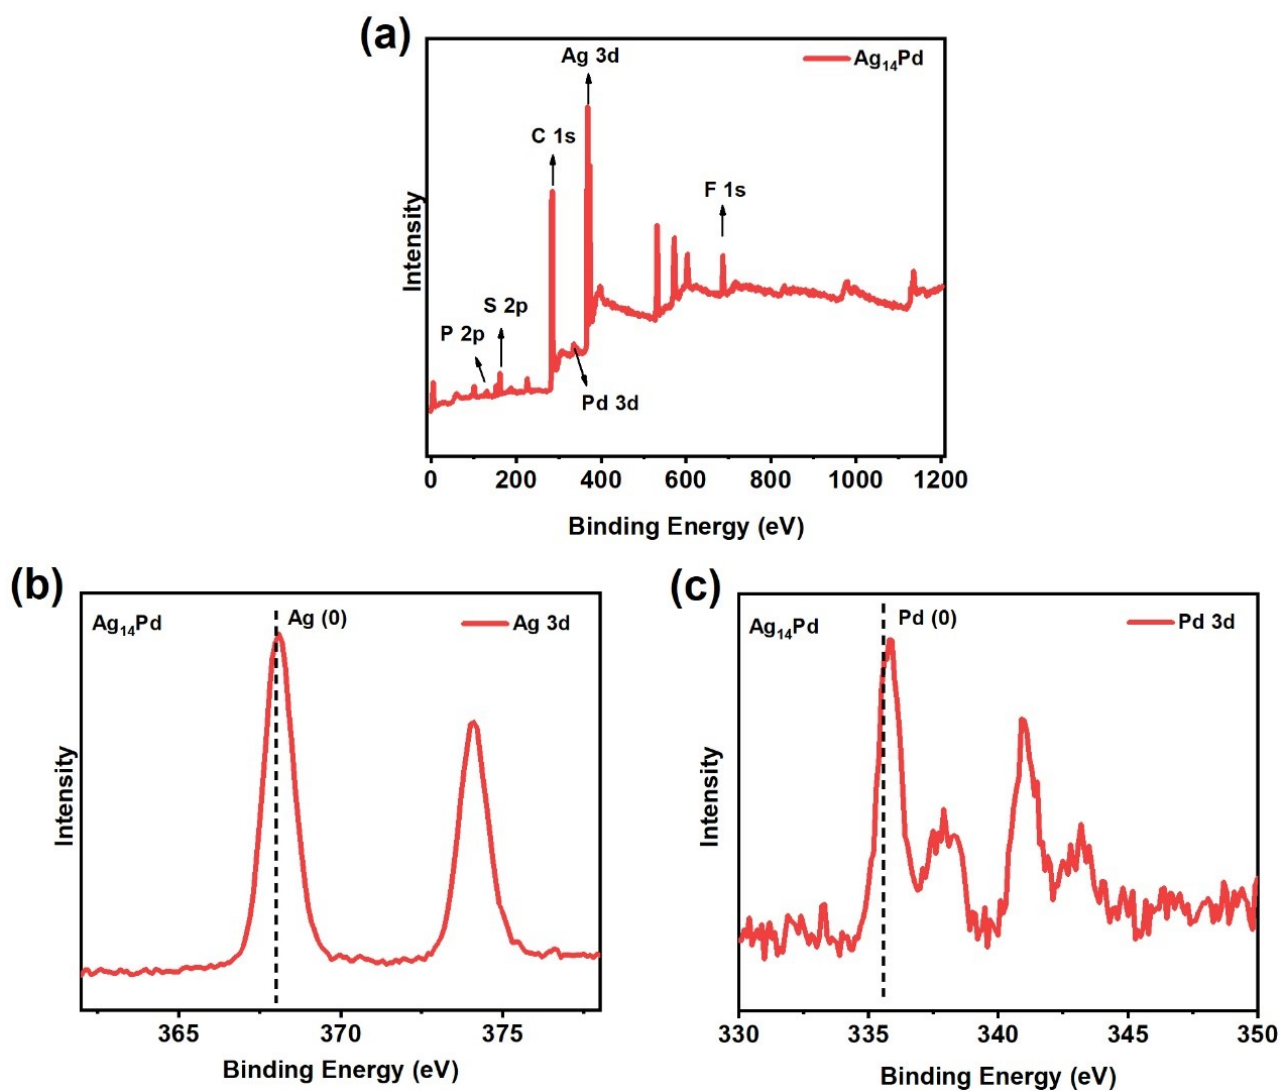 (a)
Ag 3d
Ag₁₄Pd
C 1s
F 1s
S 2p
P 2p
Pd 3d
Intensity
0 200 400 600 800 1000 1200
Binding Energy (eV)
(b)
Ag₁₄Pd
Ag (0)
Ag 3d
Intensity
365 370 375
Binding Energy (eV)
(c)
Ag₁₄Pd
Pd (0)
Pd 3d
Intensity
330 335 340 345 350
Binding Energy (eV)